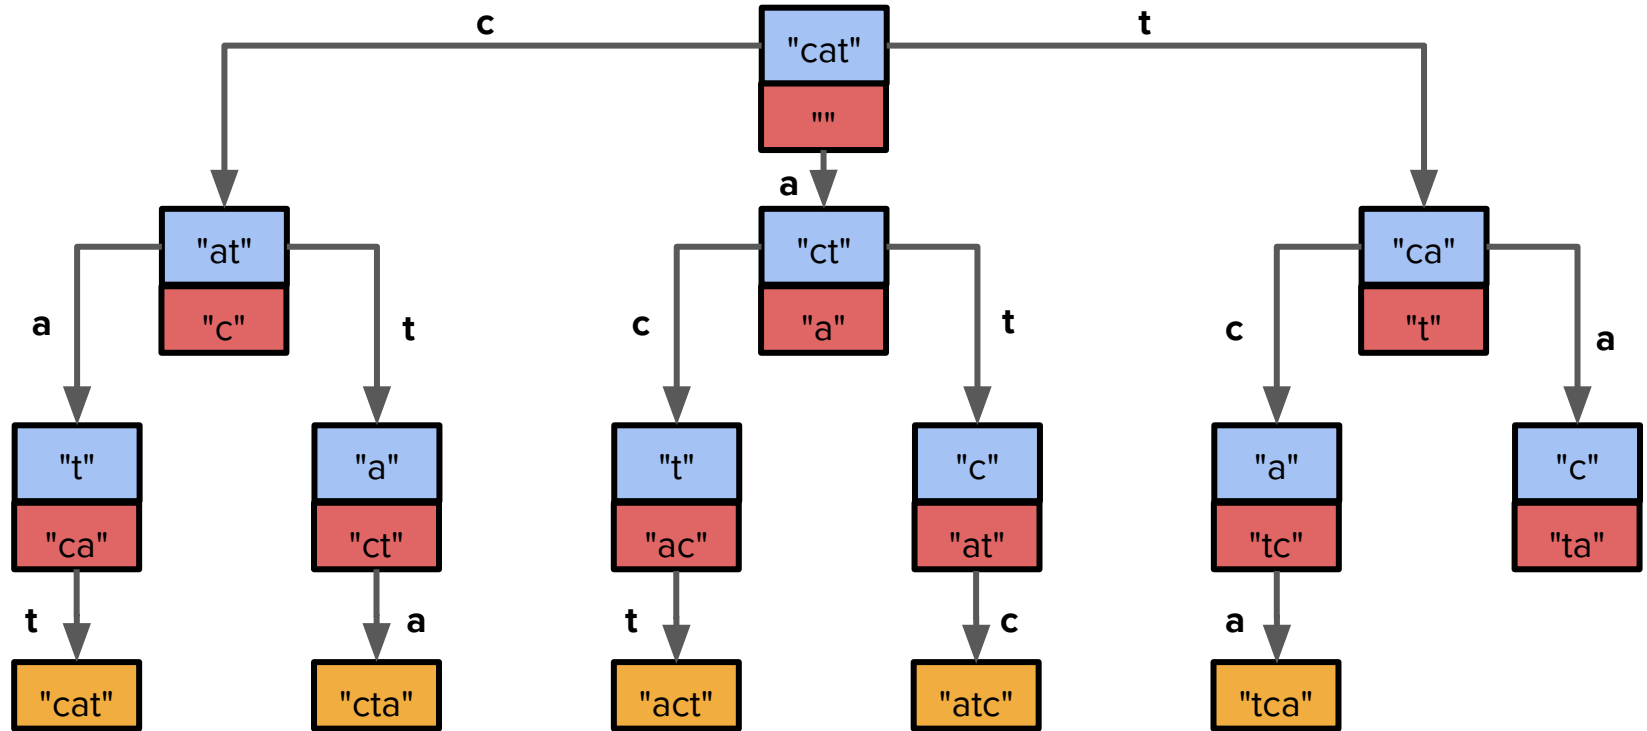 c
"cat"
t
""
a
"at"
"ct"
"ca"
"c"
"a"
"t"
a
t
c
t
c
a
"t"
"a"
"t"
"c"
"a"
"c"
"ca"
"ct"
"ac"
"at"
"tc"
"ta"
t
a
t
c
a
"cat"
"cta"
"act"
"atc"
"tca"